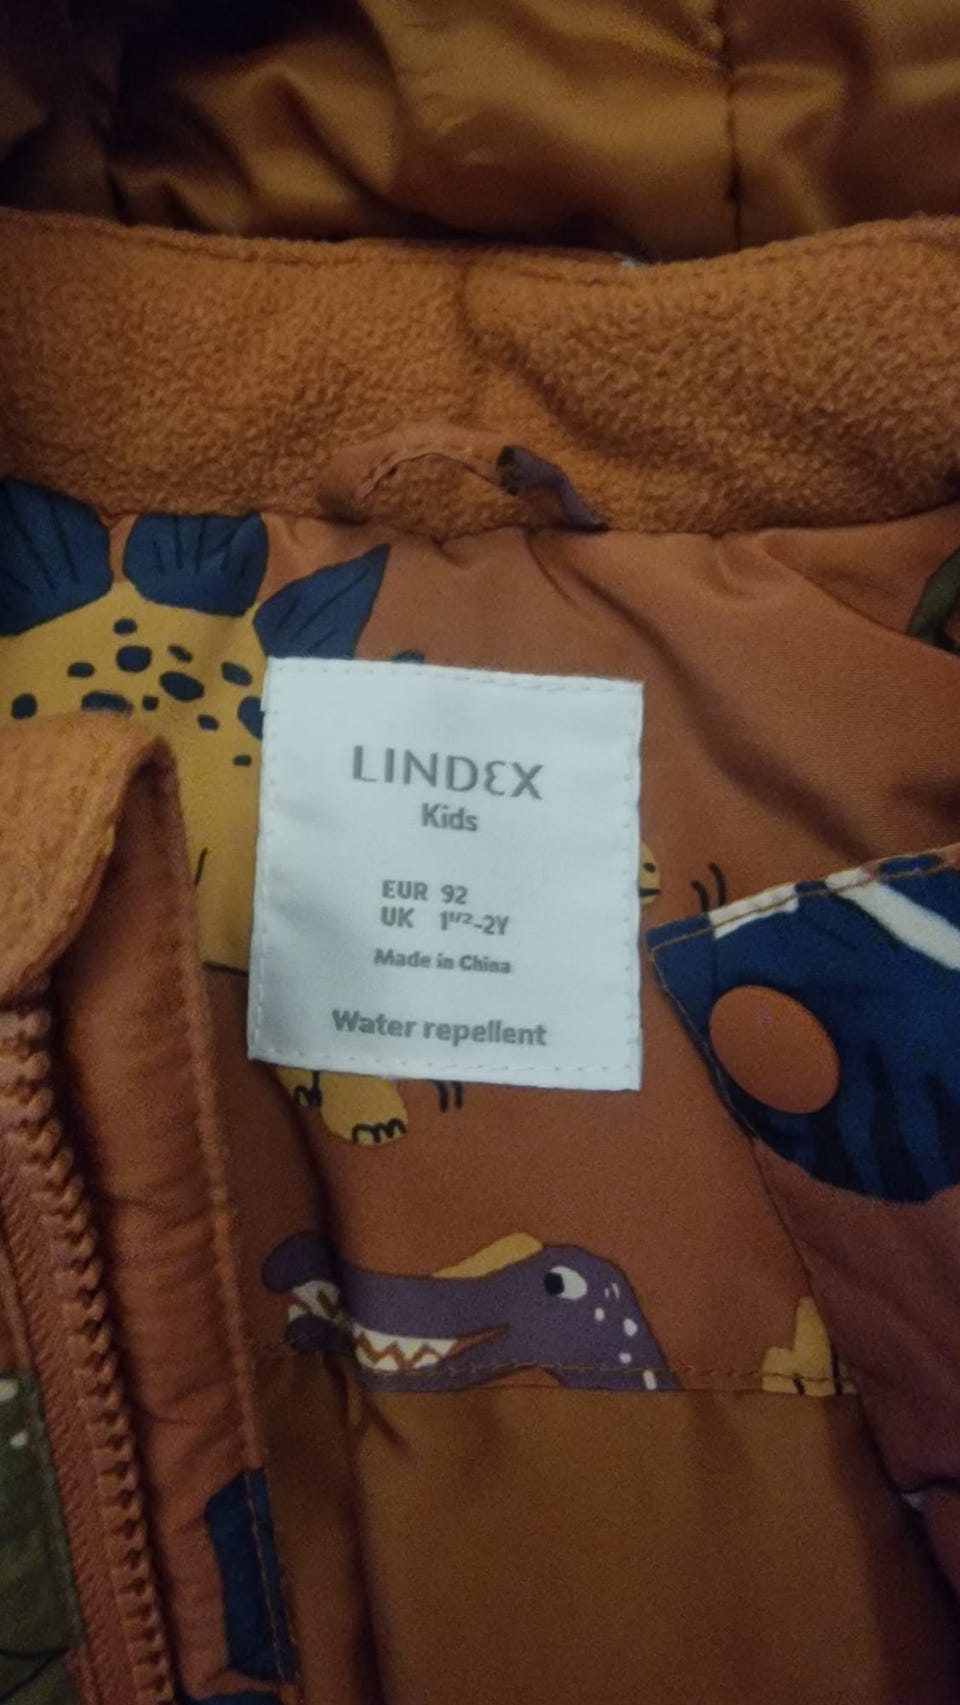 LINDEX
Kids
EUR 92
UK 1½-2Y
Made in China
Water repellent